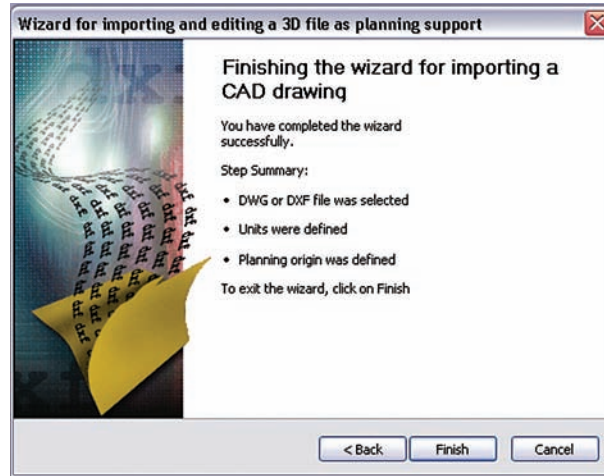 Wizard for importing and editing a 3D file as planning support
Finishing the wizard for importing a
CAD drawing
You have completed the wizard
successfully.
Step Summary:
• DWG or DXF file was selected
• Units were defined
• Planning origin was defined
To exit the wizard, click on Finish
< Back
Finish
Cancel